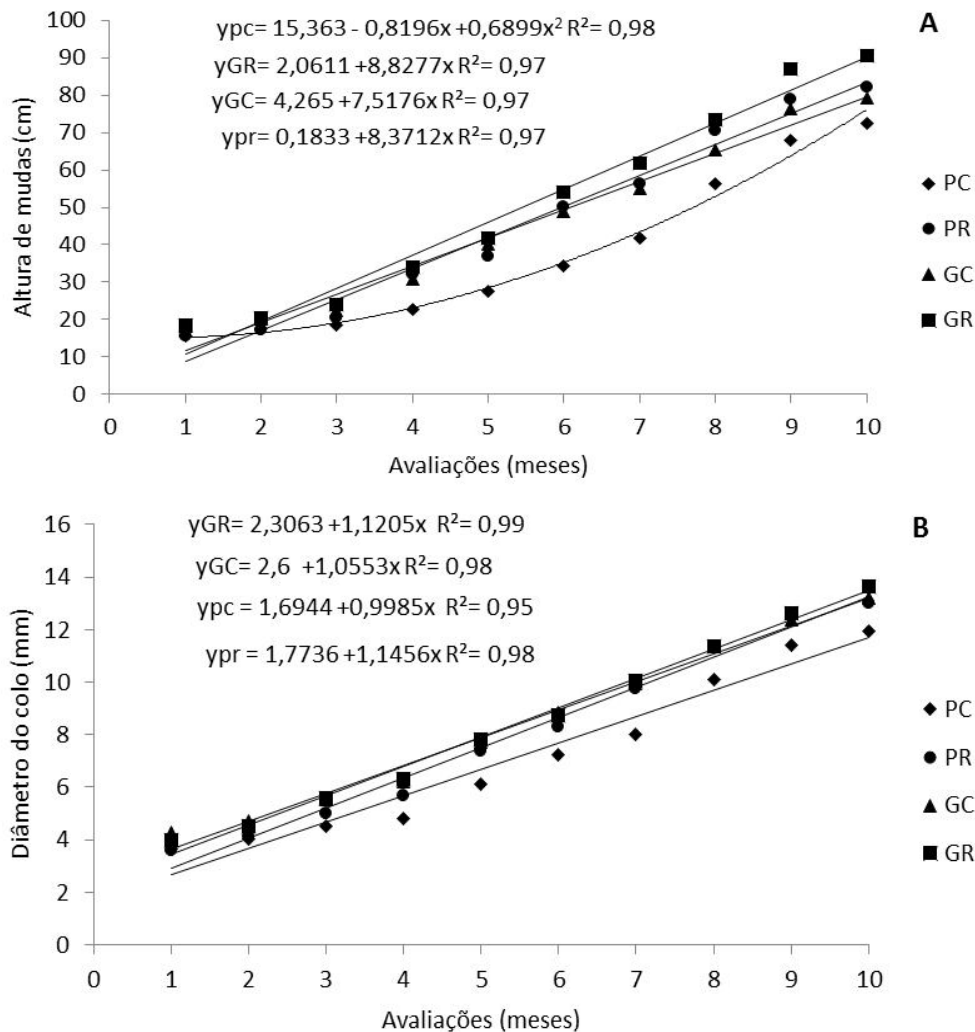 A
ypc= 15,363 - 0,8196x +0,6899x² R²= 0,98
yGR= 2,0611 +8,8277x R²= 0,97
yGC= 4,265 +7,5176x R²= 0,97
ypr= 0,1833 +8,3712x R²= 0,97
Altura de mudas (cm)
100
90
80
70
60
50
40
30
20
10
0
0 1 2 3 4 5 6 7 8 9 10
Avaliações (meses)
PC
PR
GC
GR
B
yGR= 2,3063 +1,1205x R²= 0,99
yGC= 2,6 +1,0553x R²= 0,98
ypc = 1,6944 +0,9985x R²= 0,95
ypr = 1,7736 +1,1456x R²= 0,98
Diâmetro do colo (mm)
16
14
12
10
8
6
4
2
0
0 1 2 3 4 5 6 7 8 9 10
Avaliações (meses)
PC
PR
GC
GR